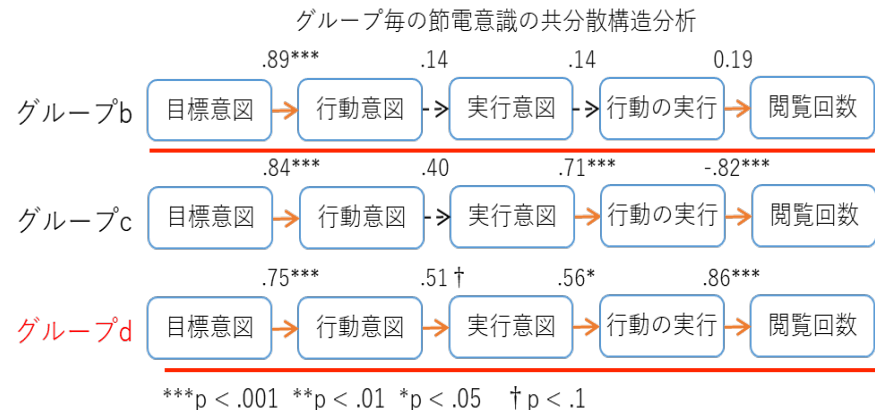 グループ毎の節電意識の共分散構造分析
.89*** .14 .14 0.19
グループb 目標意図 行動意図 実行意図 行動の実行 閲覧回数
.84*** .40 .71*** -.82***
グループc 目標意図 行動意図 実行意図 行動の実行 閲覧回数
.75*** .51† .56* .86***
グループd 目標意図 行動意図 実行意図 行動の実行 閲覧回数
***p < .001 **p < .01 *p < .05 †p < .1